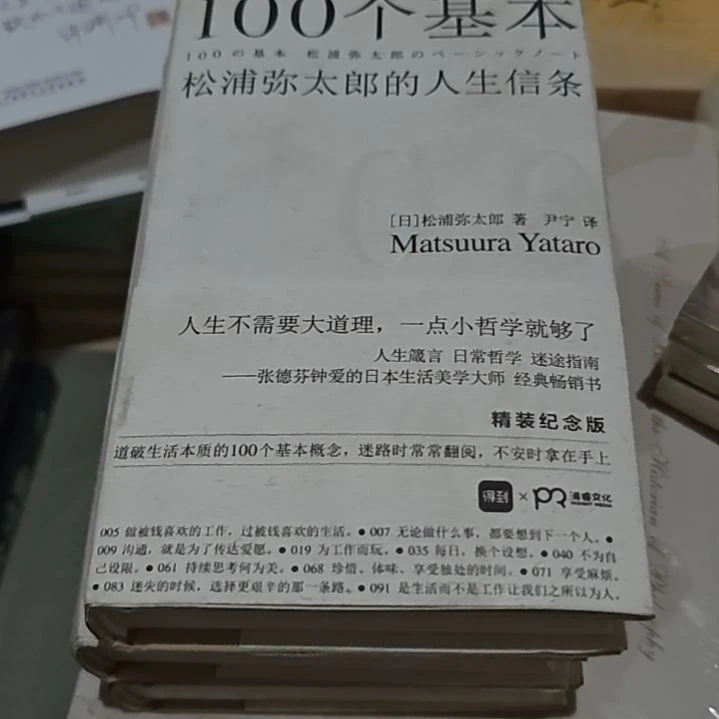 100个基本
100の基本 松浦弥太郎のベーシックノート
松浦弥太郎的人生信条
[日]松浦弥太郎 著 尹宁 译
Matsuura Yataro
人生不需要大道理，一点小哲学就够了
人生箴言 日常哲学 迷途指南
——张德芬钟爱的日本生活美学大师 经典畅销书
精装纪念版
道破生活本质的100个基本概念，迷路时常常翻阅，不安时拿在手上
得到 × 浦睿文化
005 做被钱喜欢的工作，过被钱喜欢的生活。● 007 无论做什么事，都要想到下一个人。●
009 沟通，就是为了传达爱愿。● 019 为工作而玩。● 035 每日，换个设想。● 040 不为自
己设限。● 061 持续思考何为美。● 068 珍惜、体味、享受独处的时间。● 071 享受麻烦。
● 083 迷失的时候，选择更艰辛的那一条路。● 091 是生活而不是工作让我们之所以为人。